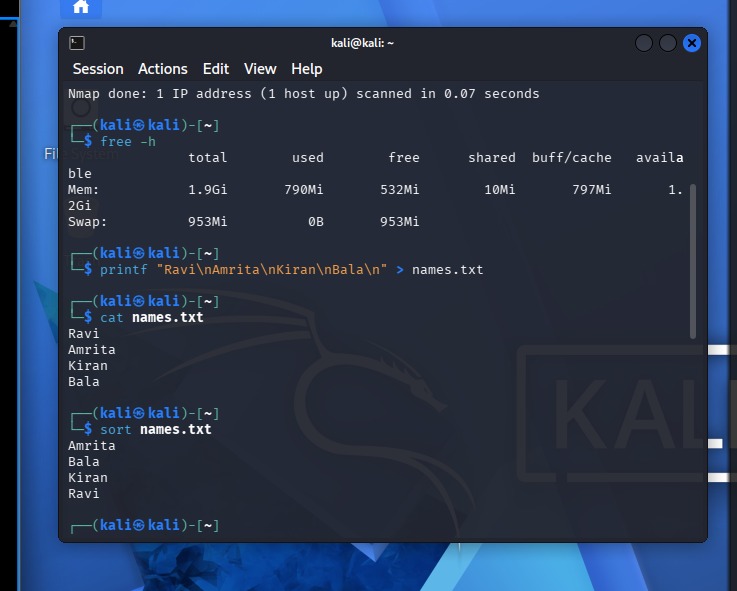 kali@kali: ~
Session Actions Edit View Help
Nmap done: 1 IP address (1 host up) scanned in 0.07 seconds
┌──(kali㉿kali)-[~]
└─$ free -h
total used free shared buff/cache availa
ble
Mem: 1.9Gi 790Mi 532Mi 10Mi 797Mi 1.
2Gi
Swap: 953Mi 0B 953Mi
┌──(kali㉿kali)-[~]
└─$ printf "Ravi\nAmrita\nKiran\nBala\n" > names.txt
┌──(kali㉿kali)-[~]
└─$ cat names.txt
Ravi
Amrita
Kiran
Bala
┌──(kali㉿kali)-[~]
└─$ sort names.txt
Amrita
Bala
Kiran
Ravi
┌──(kali㉿kali)-[~]
KALI